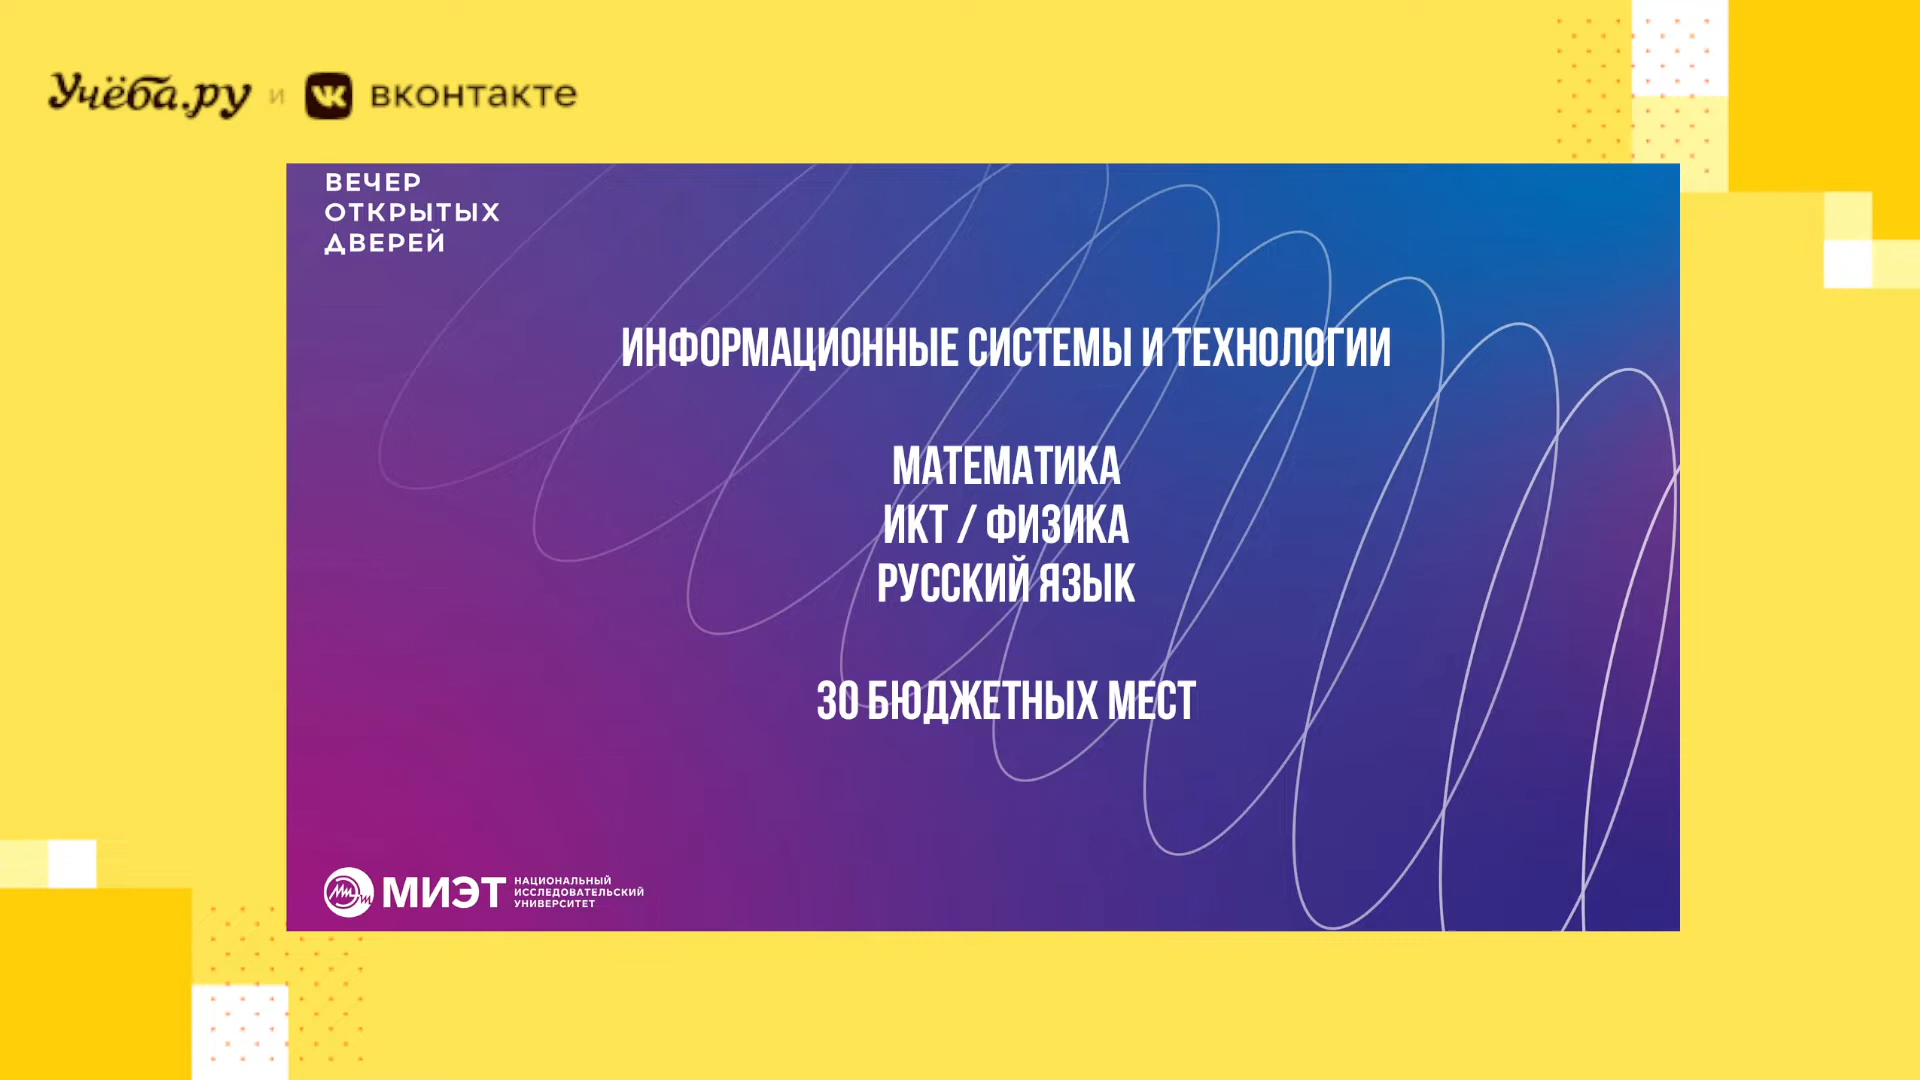 Учёба.ру и вконтакте
ВЕЧЕР
ОТКРЫТЫХ
ДВЕРЕЙ
ИНФОРМАЦИОННЫЕ СИСТЕМЫ И ТЕХНОЛОГИИ
МАТЕМАТИКА
ИКТ / ФИЗИКА
РУССКИЙ ЯЗЫК
30 БЮДЖЕТНЫХ МЕСТ
МИЭТ
НАЦИОНАЛЬНЫЙ
ИССЛЕДОВАТЕЛЬСКИЙ
УНИВЕРСИТЕТ